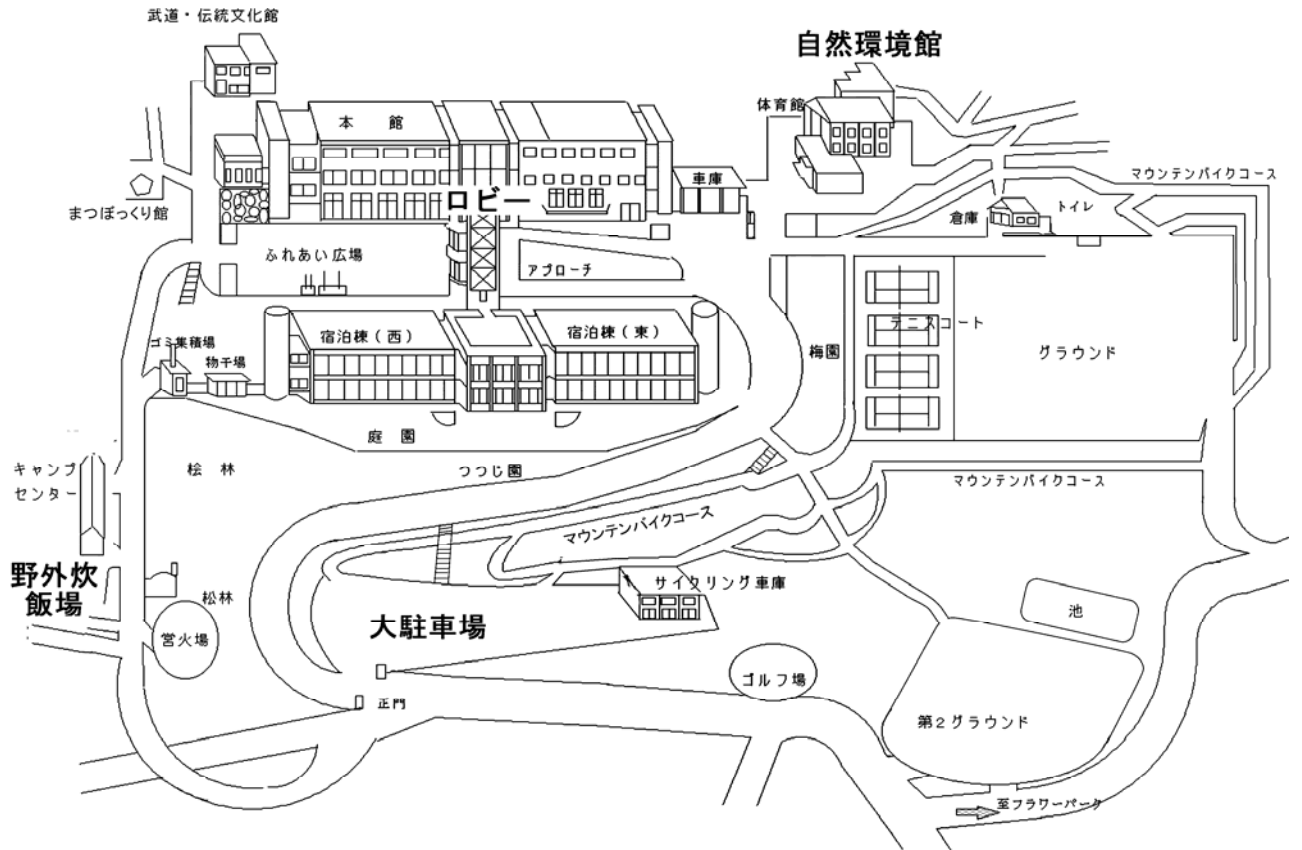 武道・伝統文化館
自然環境館
体育館
本　館
マウンテンバイクコース
車庫
ロビー
まつぼっくり館
倉庫
トイレ
ふれあい広場
アプローチ
テニスコート
ゴミ集積場
宿泊棟(西)
宿泊棟(東)
物干場
梅園
グラウンド
庭　園
つつじ園
桧　林
キャンプ
センター
マウンテンバイクコース
マウンテンバイクコース
野外炊
飯場
サイクリング車庫
松林
池
大駐車場
営火場
ゴルフ場
正門
第2グラウンド
至フラワーパーク